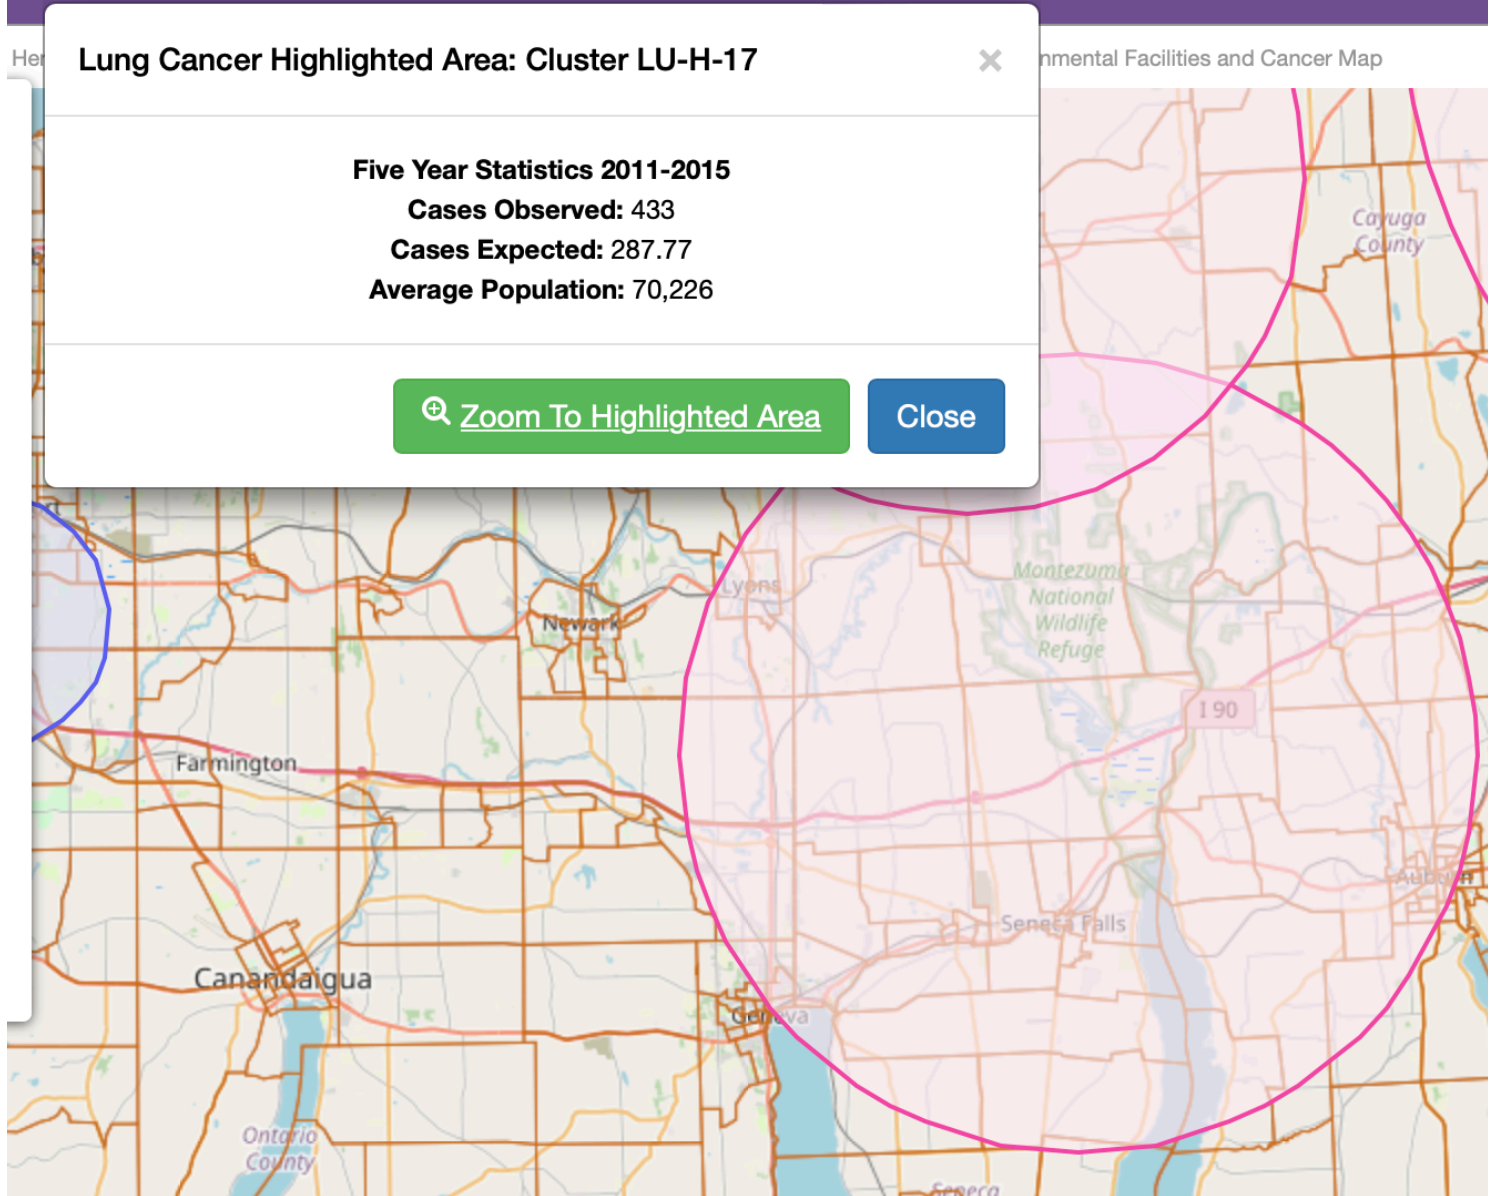 Lung Cancer Highlighted Area: Cluster LU-H-17
×
nmental Facilities and Cancer Map
Five Year Statistics 2011-2015
Cases Observed: 433
Cases Expected: 287.77
Average Population: 70,226
Zoom To Highlighted Area
Close
Cayuga
County
Lyons
Newark
Montezuma
National
Wildlife
Refuge
I 90
Farmington
Auburn
Seneca Falls
Canandaigua
Geneva
Ontario
County
Seneca